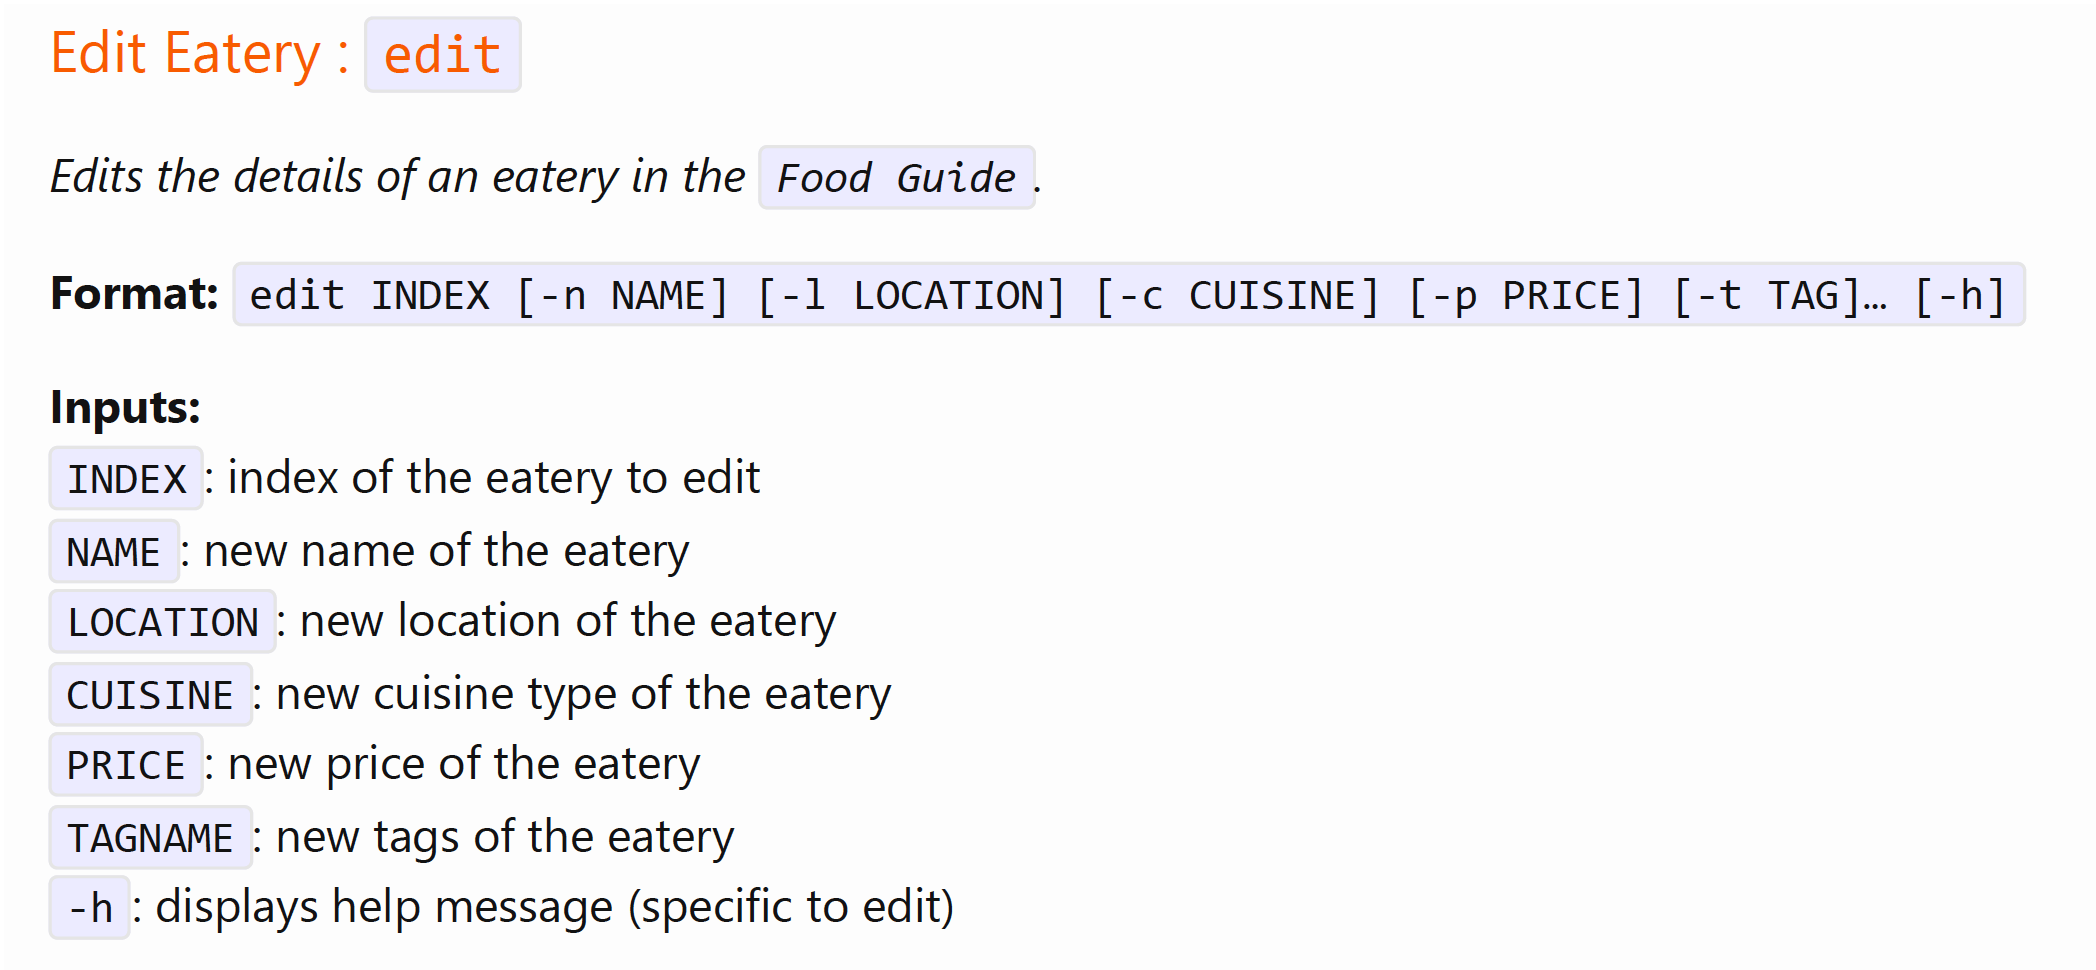 Edit Eatery : edit
Edits the details of an eatery in the Food Guide.
Format: edit INDEX [-n NAME] [-l LOCATION] [-c CUISINE] [-p PRICE] [-t TAG]… [-h]
Inputs:
INDEX: index of the eatery to edit
NAME: new name of the eatery
LOCATION: new location of the eatery
CUISINE: new cuisine type of the eatery
PRICE: new price of the eatery
TAGNAME: new tags of the eatery
-h: displays help message (specific to edit)